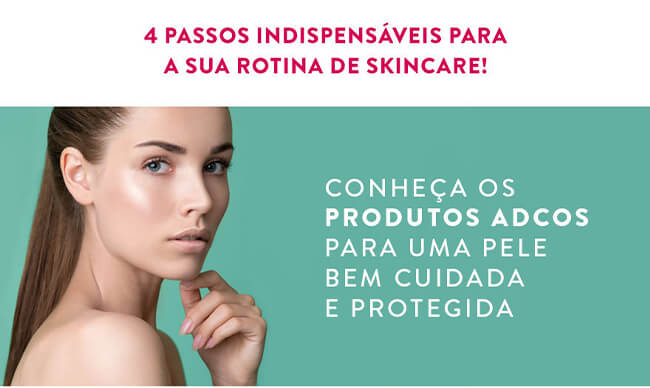 4 PASSOS INDISPENSÁVEIS PARA
A SUA ROTINA DE SKINCARE!
CONHEÇA OS
PRODUTOS ADCOS
PARA UMA PELE
BEM CUIDADA
E PROTEGIDA